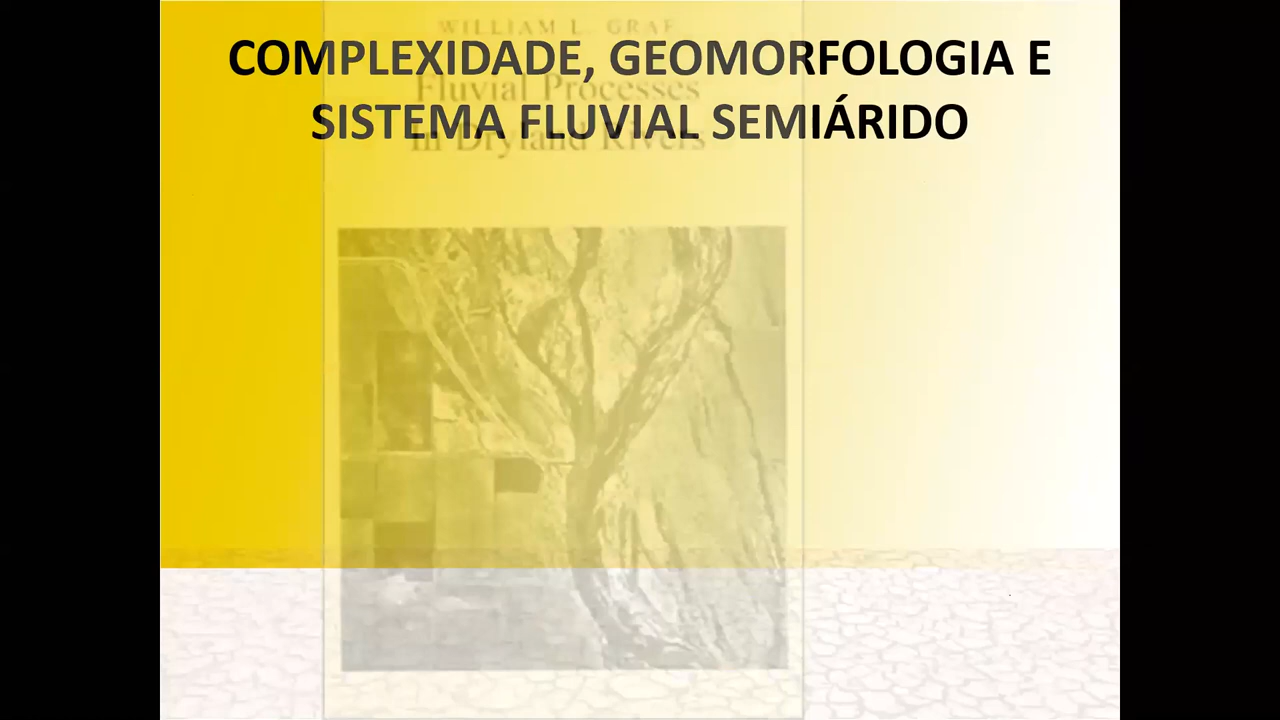 WILLIAM L. GRAF
COMPLEXIDADE, GEOMORFOLOGIA E
Fluvial Processes
SISTEMA FLUVIAL SEMIÁRIDO
in Dryland Rivers